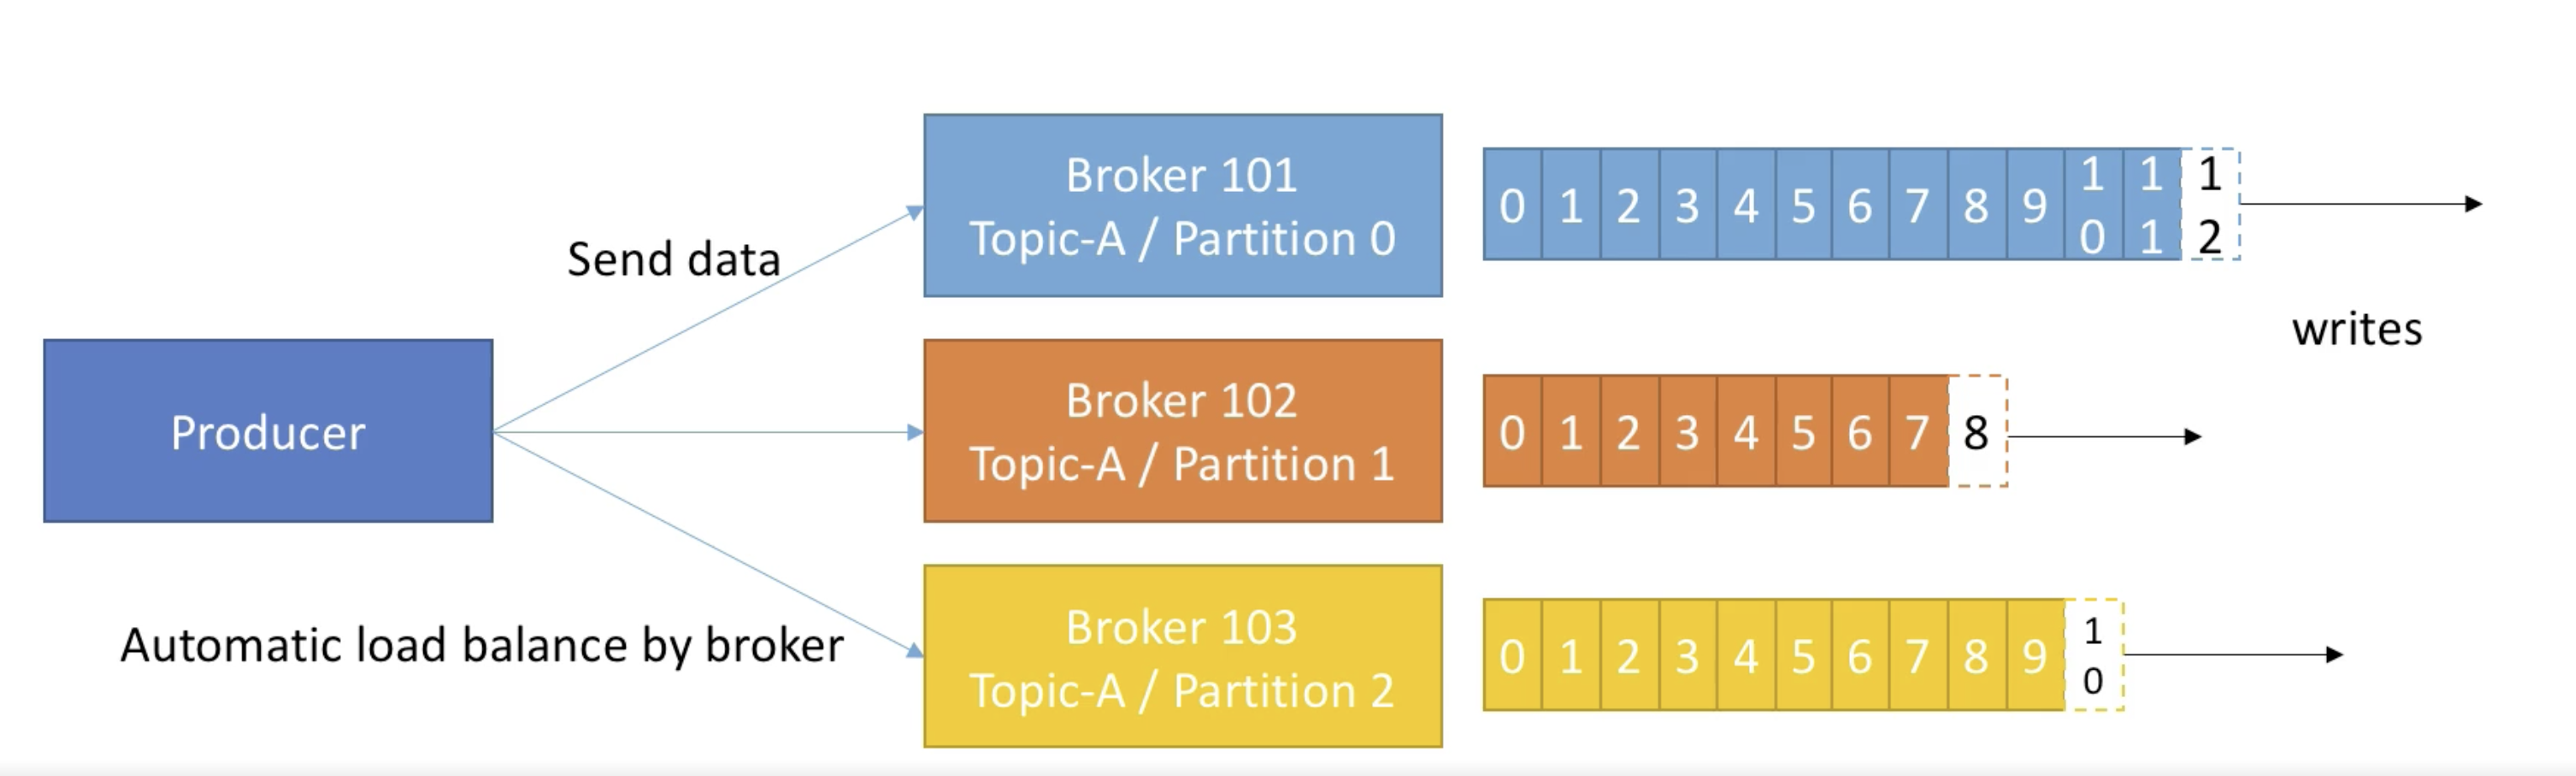 Send data
Producer
Automatic load balance by broker
Broker 101
Topic-A / Partition 0
0 1 2 3 4 5 6 7 8 9 10 11 12
writes
Broker 102
Topic-A / Partition 1
0 1 2 3 4 5 6 7 8
Broker 103
Topic-A / Partition 2
0 1 2 3 4 5 6 7 8 9 10